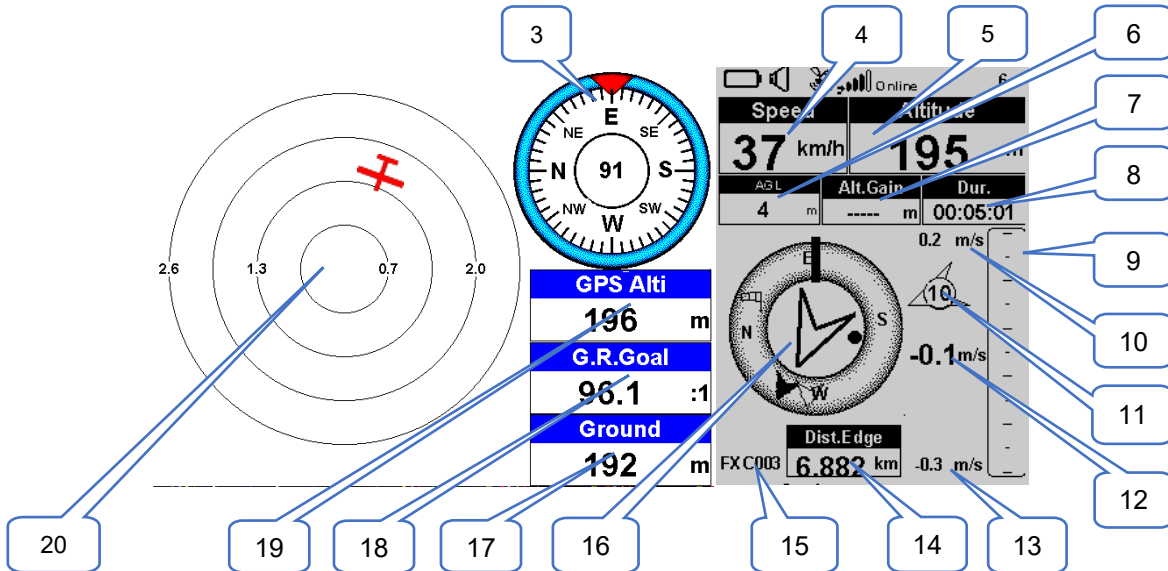 3
4
5
6
7
8
9
10
11
12
13
14
15
16
17
18
19
20
2.6
1.3
0.7
2.0
E
NE
SE
N
91
S
NW
SW
W
GPS Alti
196 m
G.R.Goal
96.1 :1
Ground
192 m
Online
6
Speed
Altitude
37 km/h
195 m
AGL
Alt.Gain
Dur.
4 m
----- m
00:05:01
0.2 m/s
E
10
N
S
-0.1 m/s
W
Dist.Edge
FX C003
6.882 km
-0.3 m/s